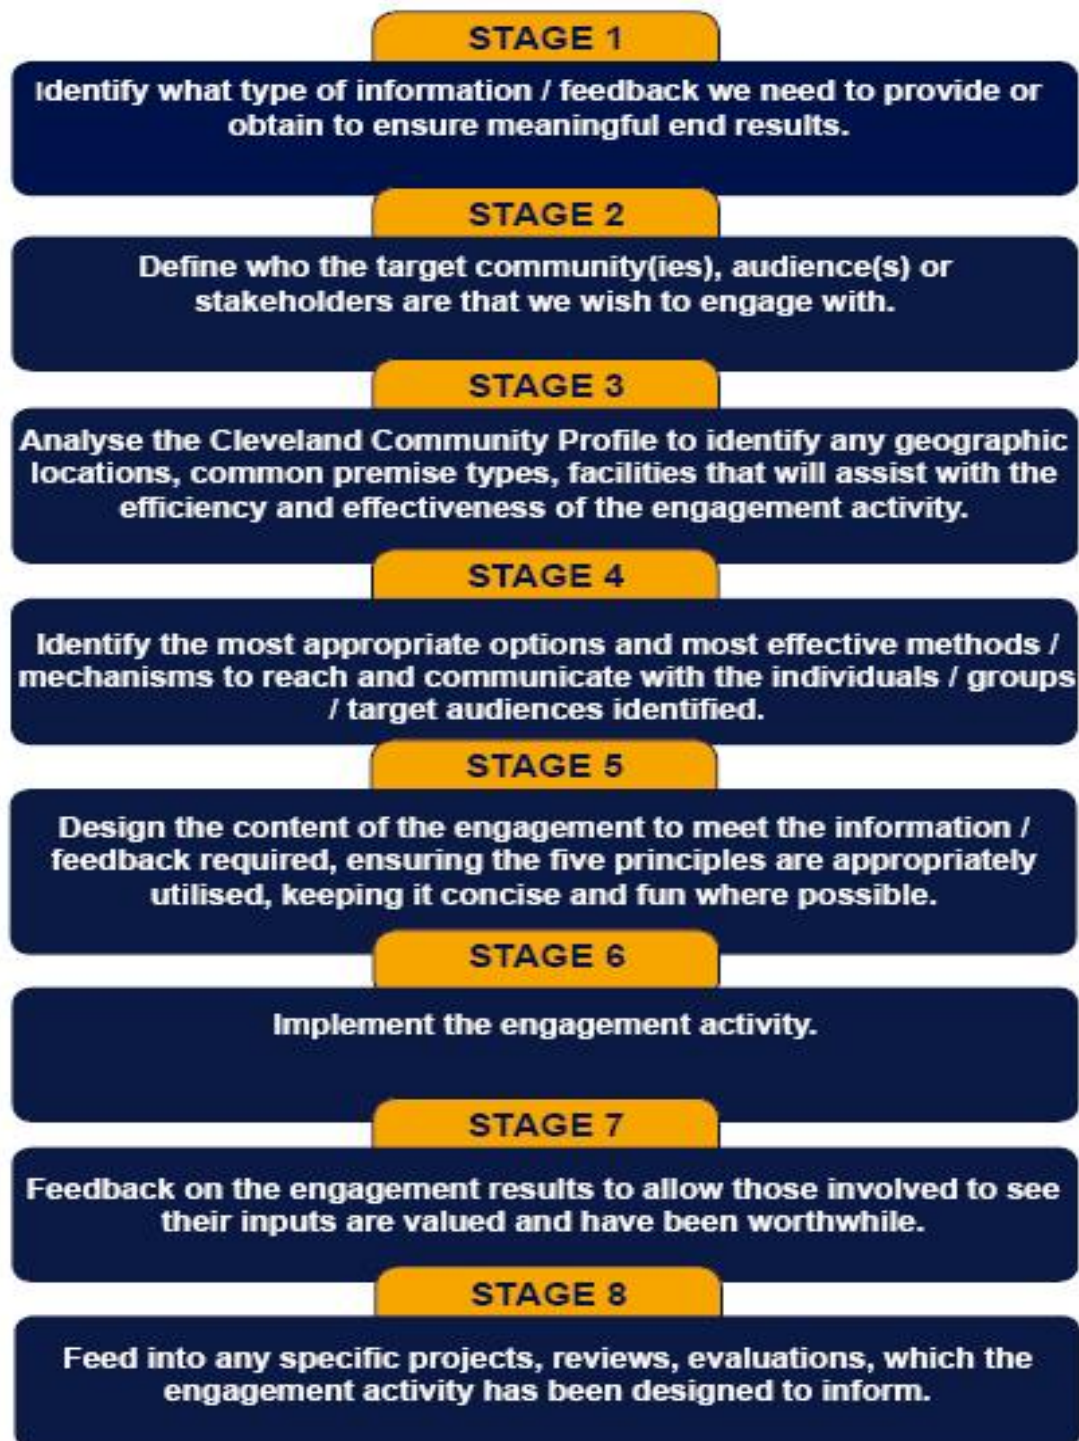 STAGE 1
Identify what type of information / feedback we need to provide or
obtain to ensure meaningful end results.
STAGE 2
Define who the target community(ies), audience(s) or
stakeholders are that we wish to engage with.
STAGE 3
Analyse the Cleveland Community Profile to identify any geographic
locations, common premise types, facilities that will assist with the
efficiency and effectiveness of the engagement activity.
STAGE 4
Identify the most appropriate options and most effective methods /
mechanisms to reach and communicate with the individuals / groups
/ target audiences identified.
STAGE 5
Design the content of the engagement to meet the information /
feedback required, ensuring the five principles are appropriately
utilised, keeping it concise and fun where possible.
STAGE 6
Implement the engagement activity.
STAGE 7
Feedback on the engagement results to allow those involved to see
their inputs are valued and have been worthwhile.
STAGE 8
Feed into any specific projects, reviews, evaluations, which the
engagement activity has been designed to inform.